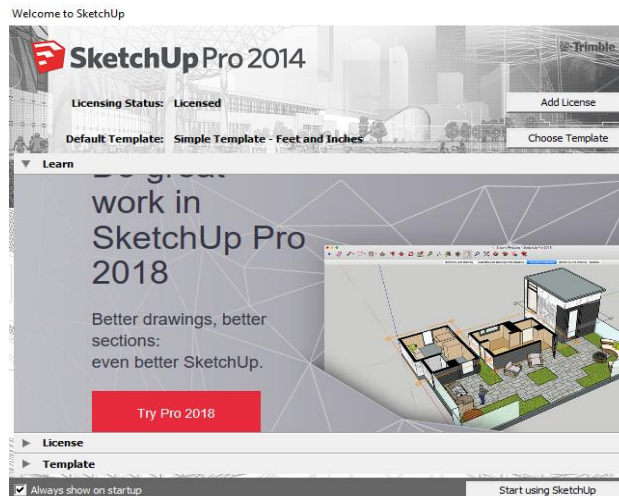 Welcome to SketchUp
SketchUp Pro 2014
Trimble
Licensing Status: Licensed
Add License
Default Template: Simple Template - Feet and Inches
Choose Template
Learn
Do great
work in
SketchUp Pro
2018
Better drawings, better
sections:
even better SketchUp.
Try Pro 2018
License
Template
Always show on startup
Start using SketchUp